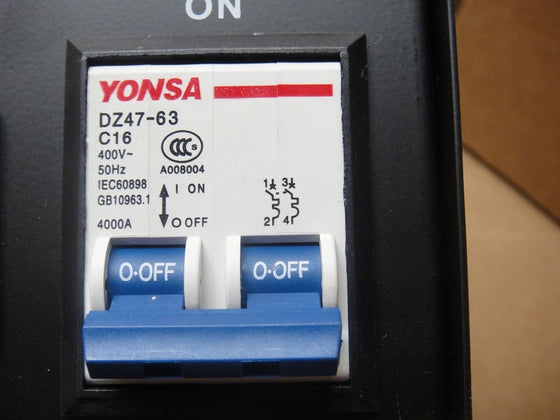 ON
YONSA
DZ47-63
C16
400V~
50Hz
IEC60898
GB10963.1
4000A
CCC S
A008004
I ON
O OFF
1 3
2 4
O·OFF O·OFF